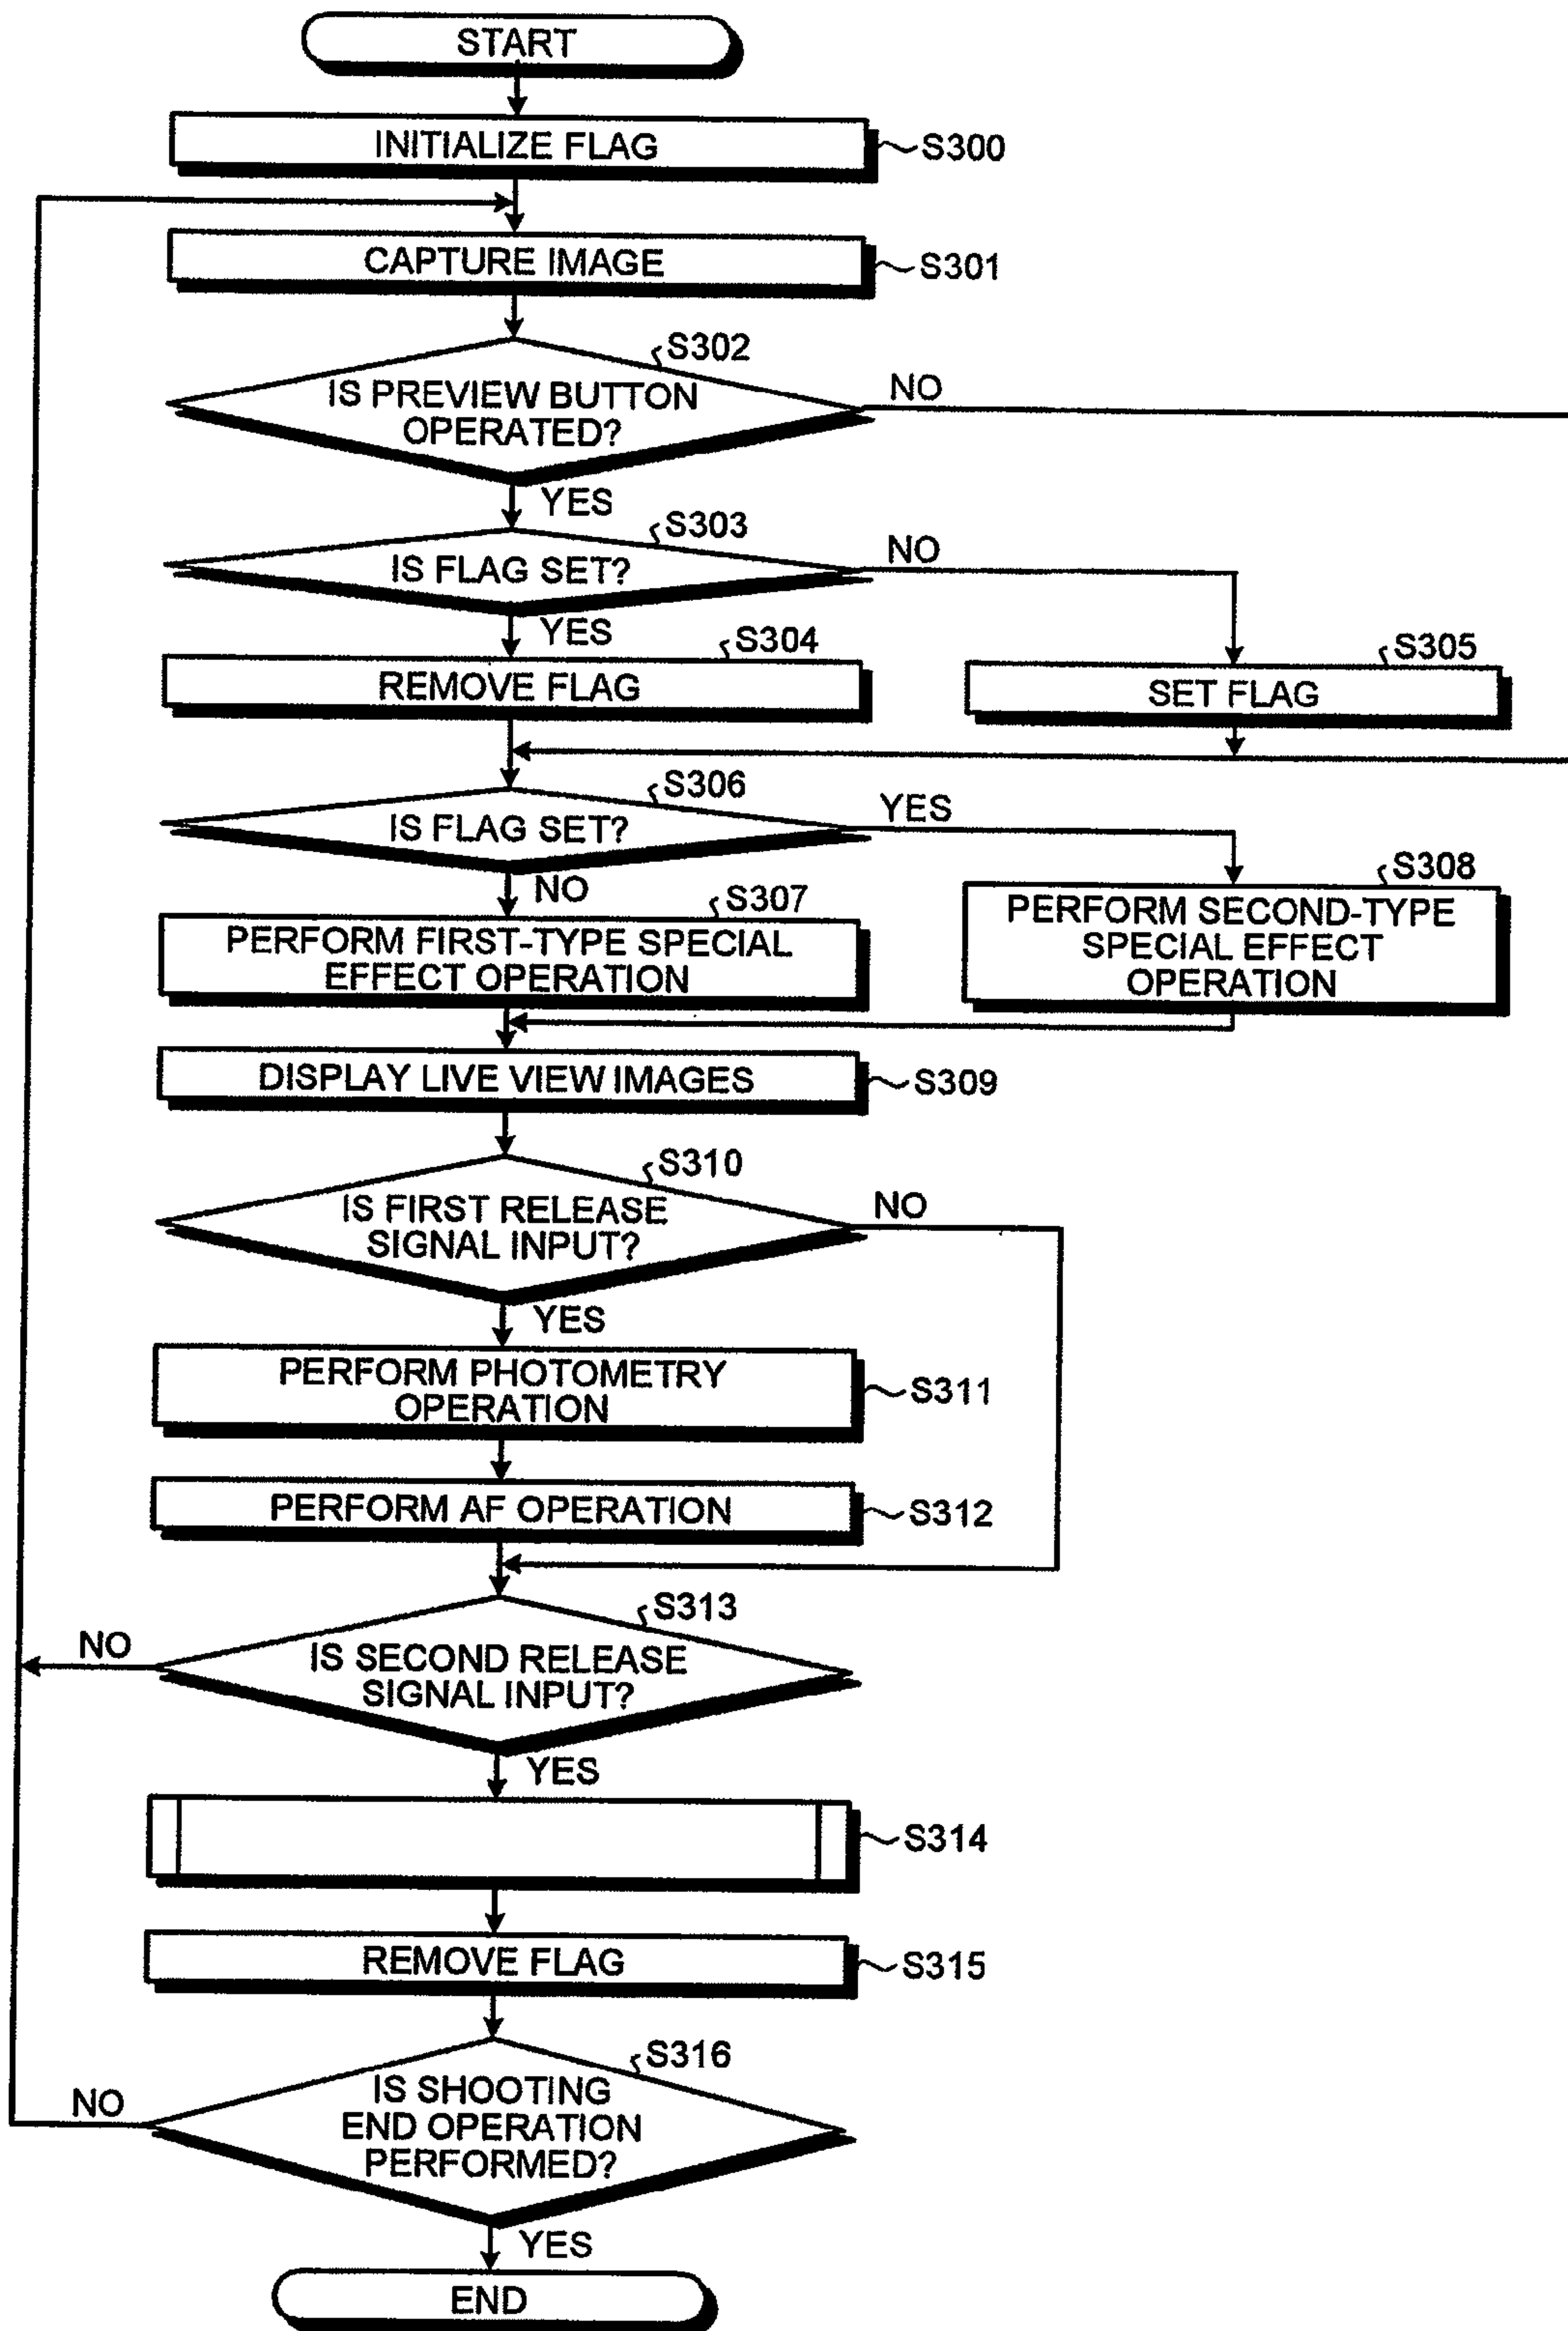 START
INITIALIZE FLAG
S300
CAPTURE IMAGE
S301
S302
IS PREVIEW BUTTON
OPERATED?
NO
YES
S303
IS FLAG SET?
NO
YES
S304
REMOVE FLAG
S305
SET FLAG
S306
IS FLAG SET?
YES
NO
S307
PERFORM FIRST-TYPE SPECIAL
EFFECT OPERATION
S308
PERFORM SECOND-TYPE
SPECIAL EFFECT
OPERATION
DISPLAY LIVE VIEW IMAGES
S309
S310
IS FIRST RELEASE
SIGNAL INPUT?
NO
YES
PERFORM PHOTOMETRY
OPERATION
S311
PERFORM AF OPERATION
S312
S313
NO
IS SECOND RELEASE
SIGNAL INPUT?
YES
S314
REMOVE FLAG
S315
S316
NO
IS SHOOTING
END OPERATION
PERFORMED?
YES
END